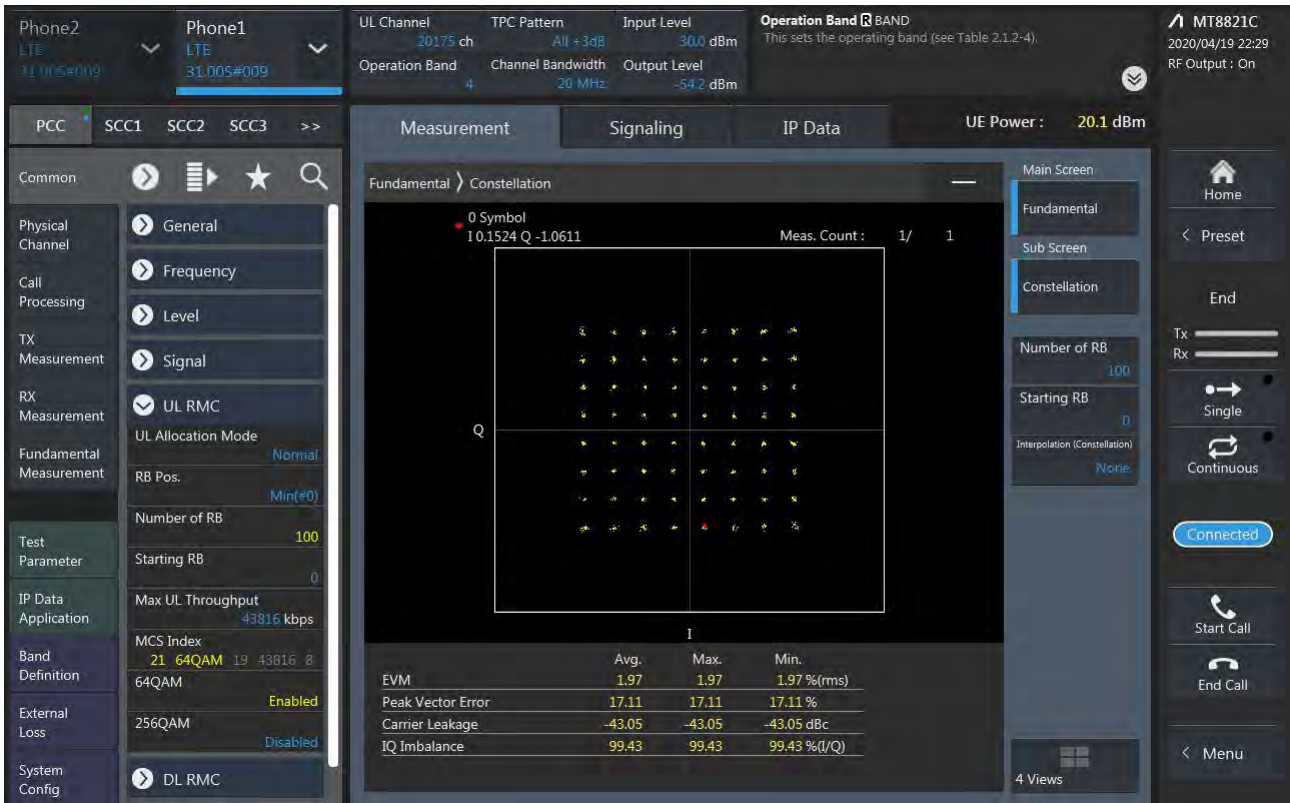 Phone2
LTE
31.00S#009
Phone1
LTE
31.00S#009
UL Channel
20175 ch
TPC Pattern
All +3dB
Input Level
30.0 dBm
Operation Band
4
Channel Bandwidth
20 MHz
Output Level
-54.2 dBm
Operation Band R BAND
This sets the operating band (see Table 2.1.2-4).
MT8821C
2020/04/19 22:29
RF Output : On
PCC SCC1 SCC2 SCC3 >>
Measurement Signaling IP Data
UE Power : 20.1 dBm
Common
Physical
Channel
Call
Processing
TX
Measurement
RX
Measurement
Fundamental
Measurement
Test
Parameter
IP Data
Application
Band
Definition
External
Loss
System
Config
General
Frequency
Level
Signal
UL RMC
UL Allocation Mode
Normal
RB Pos.
Min(#0)
Number of RB
100
Starting RB
0
Max UL Throughput
43816 kbps
MCS Index
21 64QAM 19 43816 8
64QAM
Enabled
256QAM
Disabled
DL RMC
Fundamental 〉 Constellation
0 Symbol
I 0.1524 Q -1.0611
Meas. Count : 1/ 1
Q
I
Avg. Max. Min.
EVM 1.97 1.97 1.97 %(rms)
Peak Vector Error 17.11 17.11 17.11 %
Carrier Leakage -43.05 -43.05 -43.05 dBc
IQ Imbalance 99.43 99.43 99.43 %(I/Q)
Main Screen
Fundamental
Sub Screen
Constellation
Number of RB
100
Starting RB
0
Interpolation (Constellation)
None
4 Views
Home
< Preset
End
Tx
Rx
Single
Continuous
Connected
Start Call
End Call
< Menu